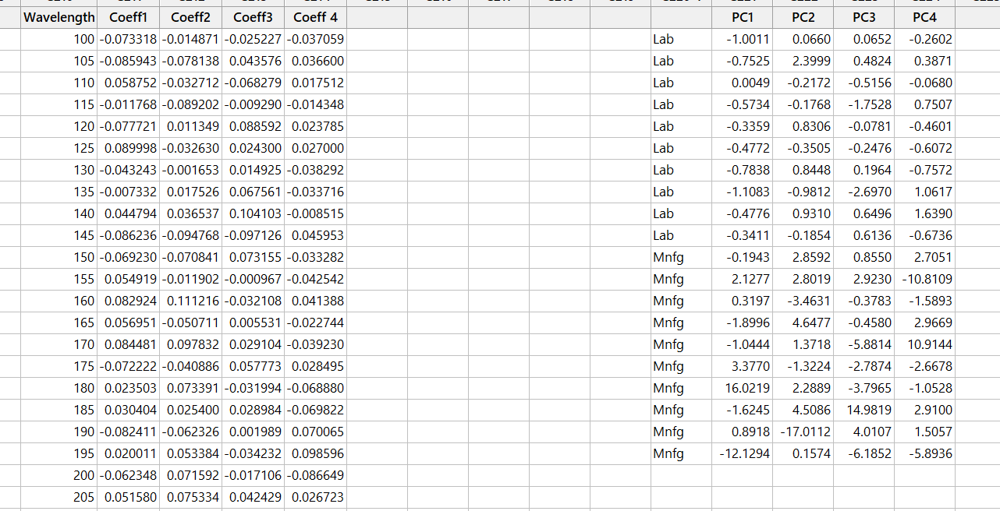 Wavelength Coeff1 Coeff2 Coeff3 Coeff 4 PC1 PC2 PC3 PC4
100 -0.073318 -0.014871 -0.025227 -0.037059 Lab -1.0011 0.0660 0.0652 -0.2602
105 -0.085943 -0.078138 0.043576 0.036600 Lab -0.7525 2.3999 0.4824 0.3871
110 0.058752 -0.032712 -0.068279 0.017512 Lab 0.0049 -0.2172 -0.5156 -0.0680
115 -0.011768 -0.089202 -0.009290 -0.014348 Lab -0.5734 -0.1768 -1.7528 0.7507
120 -0.077721 0.011349 0.088592 0.023785 Lab -0.3359 0.8306 -0.0781 -0.4601
125 0.089998 -0.032630 0.024300 0.027000 Lab -0.4772 -0.3505 -0.2476 -0.6072
130 -0.043243 -0.001653 0.014925 -0.038292 Lab -0.7838 0.8448 0.1964 -0.7572
135 -0.007332 0.017526 0.067561 -0.033716 Lab -1.1083 -0.9812 -2.6970 1.0617
140 0.044794 0.036537 0.104103 -0.008515 Lab -0.4776 0.9310 0.6496 1.6390
145 -0.086236 -0.094768 -0.097126 0.045953 Lab -0.3411 -0.1854 0.6136 -0.6736
150 -0.069230 -0.070841 0.073155 -0.033282 Mnfg -0.1943 2.8592 0.8550 2.7051
155 0.054919 -0.011902 -0.000967 -0.042542 Mnfg 2.1277 2.8019 2.9230 -10.8109
160 0.082924 0.111216 -0.032108 0.041388 Mnfg 0.3197 -3.4631 -0.3783 -1.5893
165 0.056951 -0.050711 0.005531 -0.022744 Mnfg -1.8996 4.6477 -0.4580 2.9669
170 0.084481 0.097832 0.029104 -0.039230 Mnfg -1.0444 1.3718 -5.8814 10.9144
175 -0.072222 -0.040886 0.057773 0.028495 Mnfg 3.3770 -1.3224 -2.7874 -2.6678
180 0.023503 0.073391 -0.031994 -0.068880 Mnfg 16.0219 2.2889 -3.7965 -1.0528
185 0.030404 0.025400 0.028984 -0.069822 Mnfg -1.6245 4.5086 14.9819 2.9100
190 -0.082411 -0.062326 0.001989 0.070065 Mnfg 0.8918 -17.0112 4.0107 1.5057
195 0.020011 0.053384 -0.034232 0.098596 Mnfg -12.1294 0.1574 -6.1852 -5.8936
200 -0.062348 0.071592 -0.017106 -0.086649
205 0.051580 0.075334 0.042429 0.026723